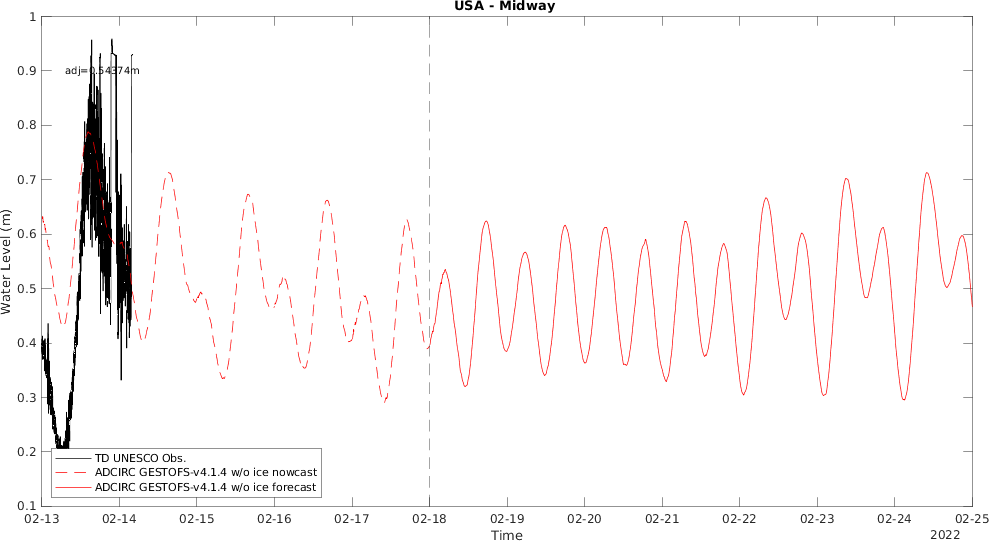 USA - Midway
1
0.9
0.8
0.7
0.6
0.5
0.4
0.3
0.2
0.1
Water Level (m)
adj=0.54374m
TD UNESCO Obs.
ADCIRC GESTOFS-v4.1.4 w/o ice nowcast
ADCIRC GESTOFS-v4.1.4 w/o ice forecast
02-13 02-14 02-15 02-16 02-17 02-18 02-19 02-20 02-21 02-22 02-23 02-24 02-25
Time
2022